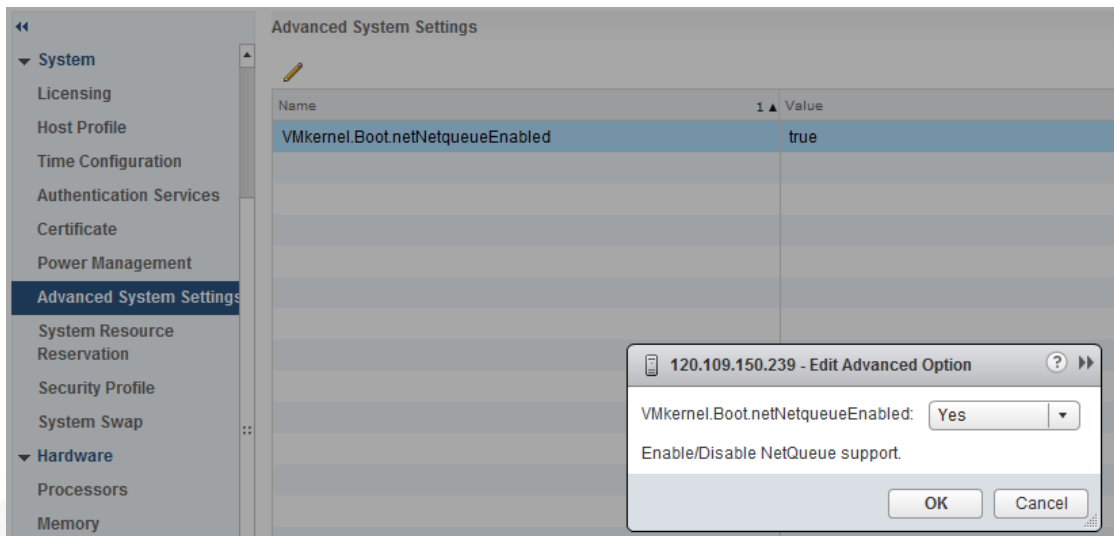 Advanced System Settings
System
Licensing
Host Profile
Time Configuration
Authentication Services
Certificate
Power Management
Advanced System Settings
System Resource
Reservation
Security Profile
System Swap
Hardware
Processors
Memory
Name 1 Value
VMkernel.Boot.netNetqueueEnabled true
120.109.150.239 - Edit Advanced Option ?
VMkernel.Boot.netNetqueueEnabled: Yes
Enable/Disable NetQueue support.
OK Cancel